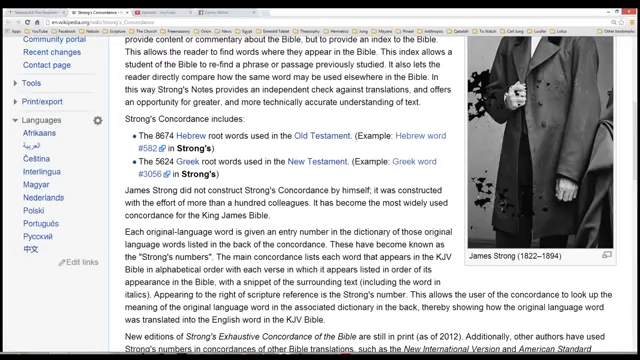 W Strong's Concordance
YouTube
en.wikipedia.org/wiki/Strong's_Concordance
Apps
Other bookmarks
Community portal
Recent changes
Contact page
Tools
Print/export
Languages
Afrikaans
العربية
Čeština
Interlingua
Magyar
Nederlands
Polski
Português
Русский
中文
Edit links
provide content or commentary about the Bible, but to provide an index to the Bible.
This allows the reader to find words where they appear in the Bible. This index allows a
student of the Bible to re-find a phrase or passage previously studied. It also lets the
reader directly compare how the same word may be used elsewhere in the Bible. In
this way Strong's Notes provides an independent check against translations, and offers
an opportunity for greater, and more technically accurate understanding of text.
Strong's Concordance includes:
The 8674 Hebrew root words used in the Old Testament. (Example: Hebrew word
#582 in Strong's)
The 5624 Greek root words used in the New Testament. (Example: Greek word
#3056 in Strong's)
James Strong did not construct Strong's Concordance by himself; it was constructed
with the effort of more than a hundred colleagues. It has become the most widely used
concordance for the King James Bible.
Each original-language word is given an entry number in the dictionary of those original
language words listed in the back of the concordance. These have become known as
the "Strong's numbers". The main concordance lists each word that appears in the KJV
Bible in alphabetical order with each verse in which it appears listed in order of its
appearance in the Bible, with a snippet of the surrounding text (including the word in
italics). Appearing to the right of scripture reference is the Strong's number. This allows the user of the concordance to look up
the meaning of the original language word in the associated dictionary in the back, thereby showing how the original language word
was translated into the English word in the KJV Bible.
New editions of Strong's Exhaustive Concordance of the Bible are still in print (as of 2012). Additionally, other authors have used
Strong's numbers in concordances of other Bible translations, such as the New International Version and American Standard
James Strong (1822–1894)